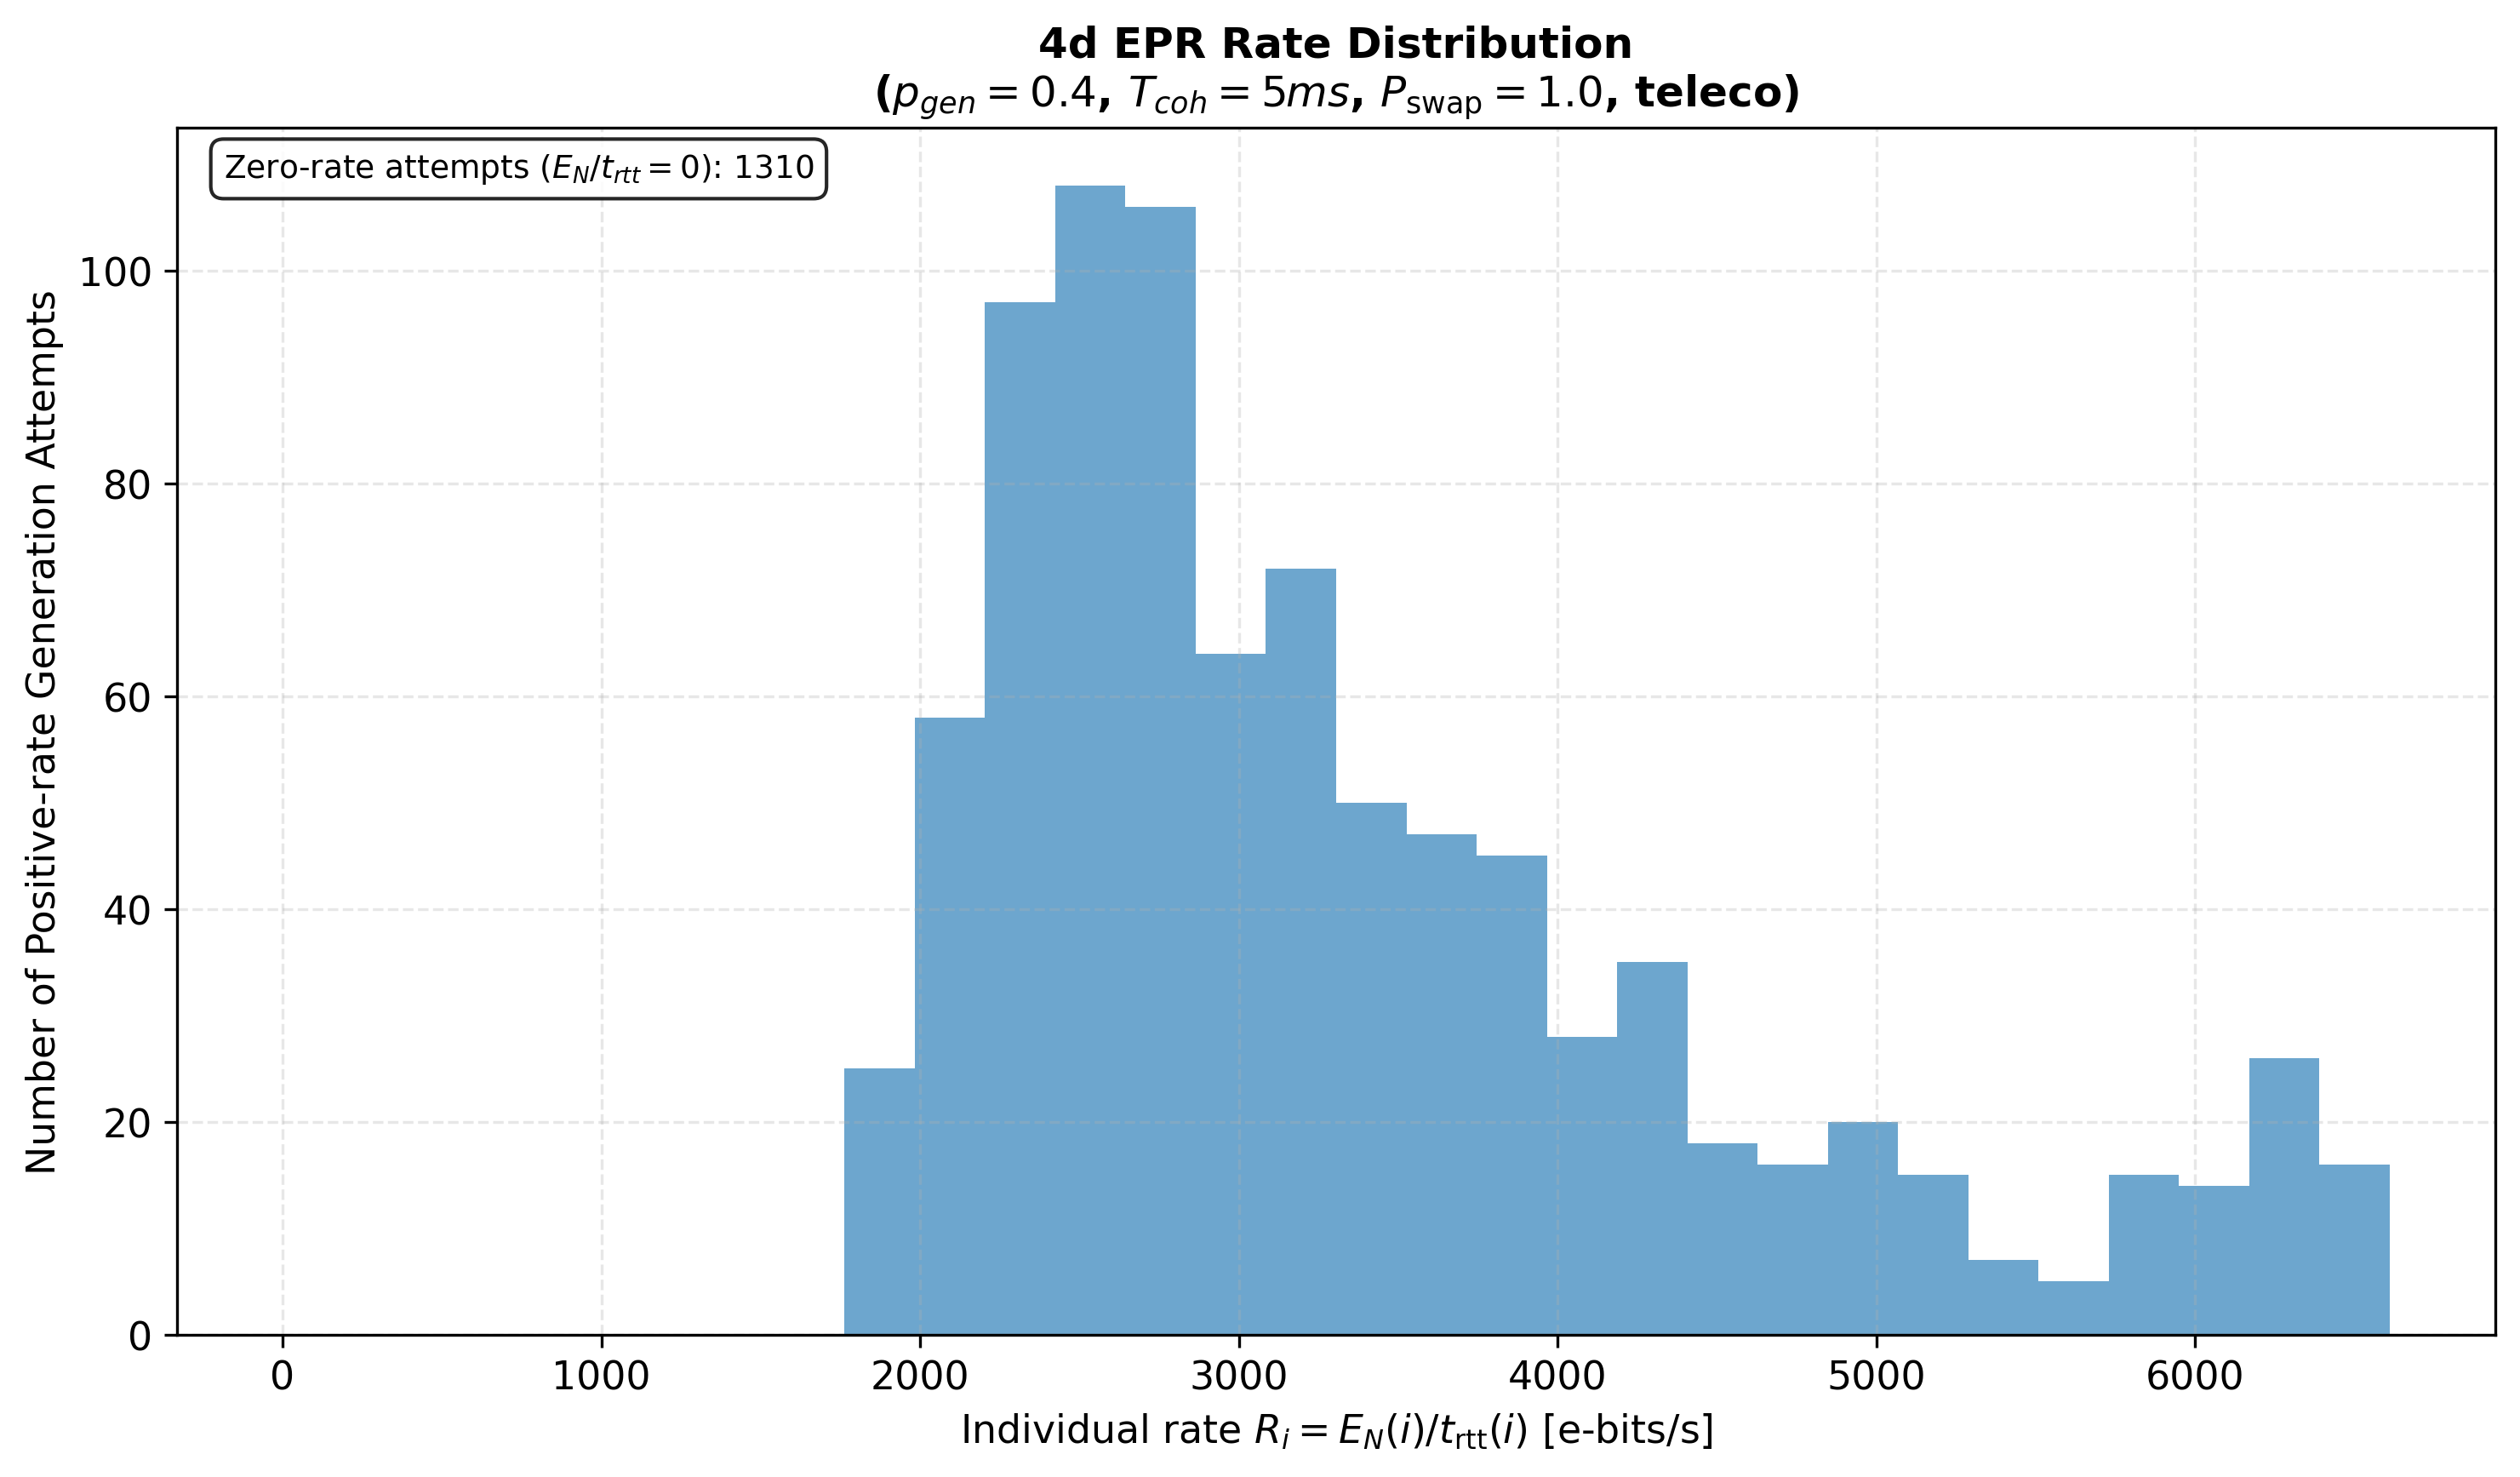 4d EPR Rate Distribution
(p_gen = 0.4, T_coh = 5ms, P_swap = 1.0, teleco)
Zero-rate attempts (E_N/t_rtt = 0): 1310
Number of Positive-rate Generation Attempts
100
80
60
40
20
0
0 1000 2000 3000 4000 5000 6000
Individual rate R_i = E_N(i)/t_rtt(i) [e-bits/s]